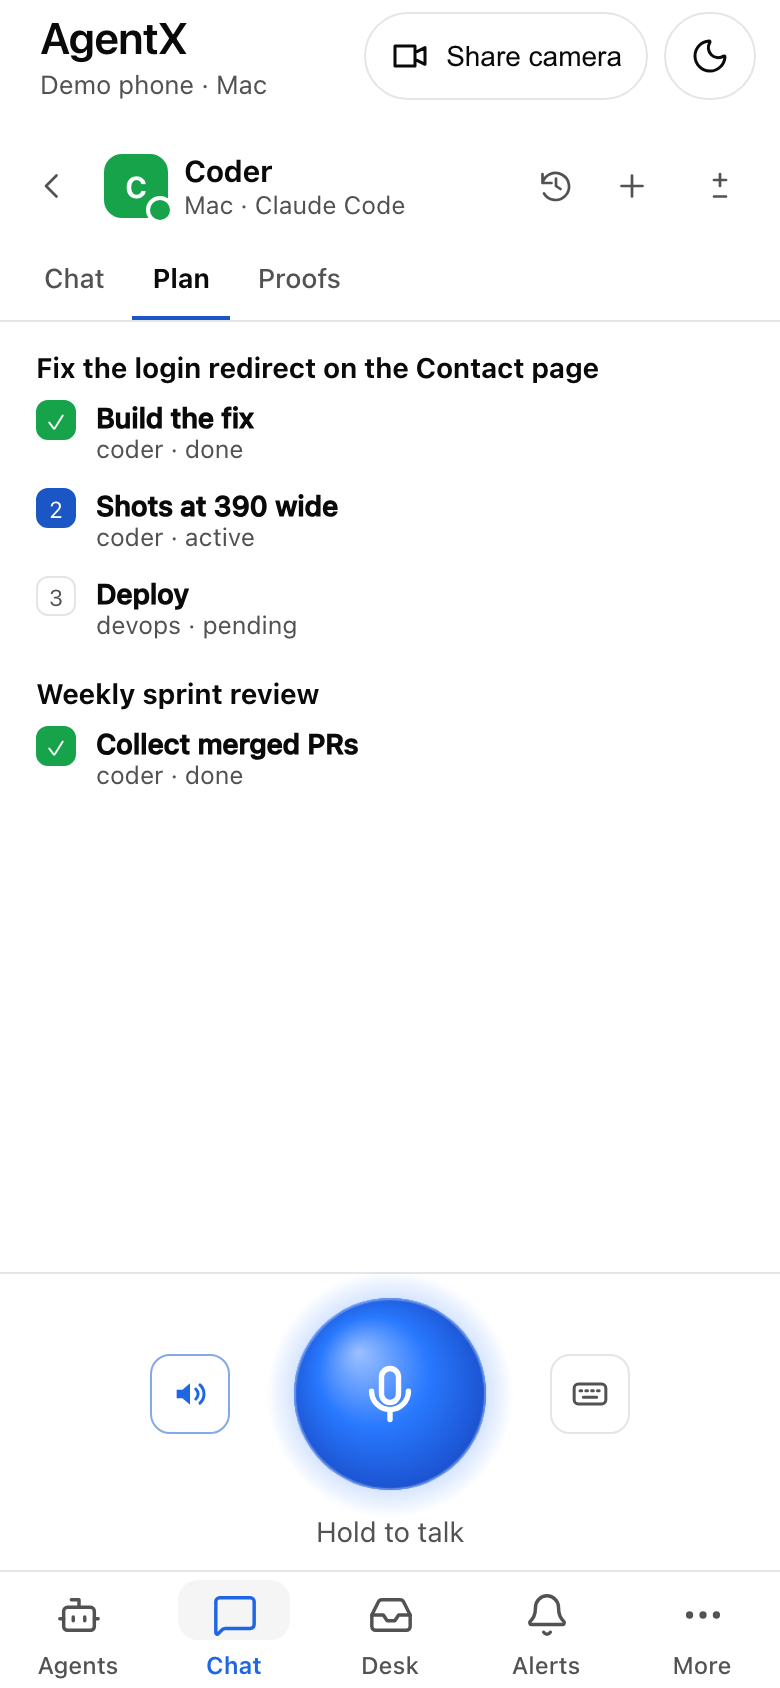 AgentX
Demo phone · Mac
Share camera
C
Coder
Mac · Claude Code
Chat
Plan
Proofs
Fix the login redirect on the Contact page
Build the fix
coder · done
2
Shots at 390 wide
coder · active
3
Deploy
devops · pending
Weekly sprint review
Collect merged PRs
coder · done
Hold to talk
Agents
Chat
Desk
Alerts
More